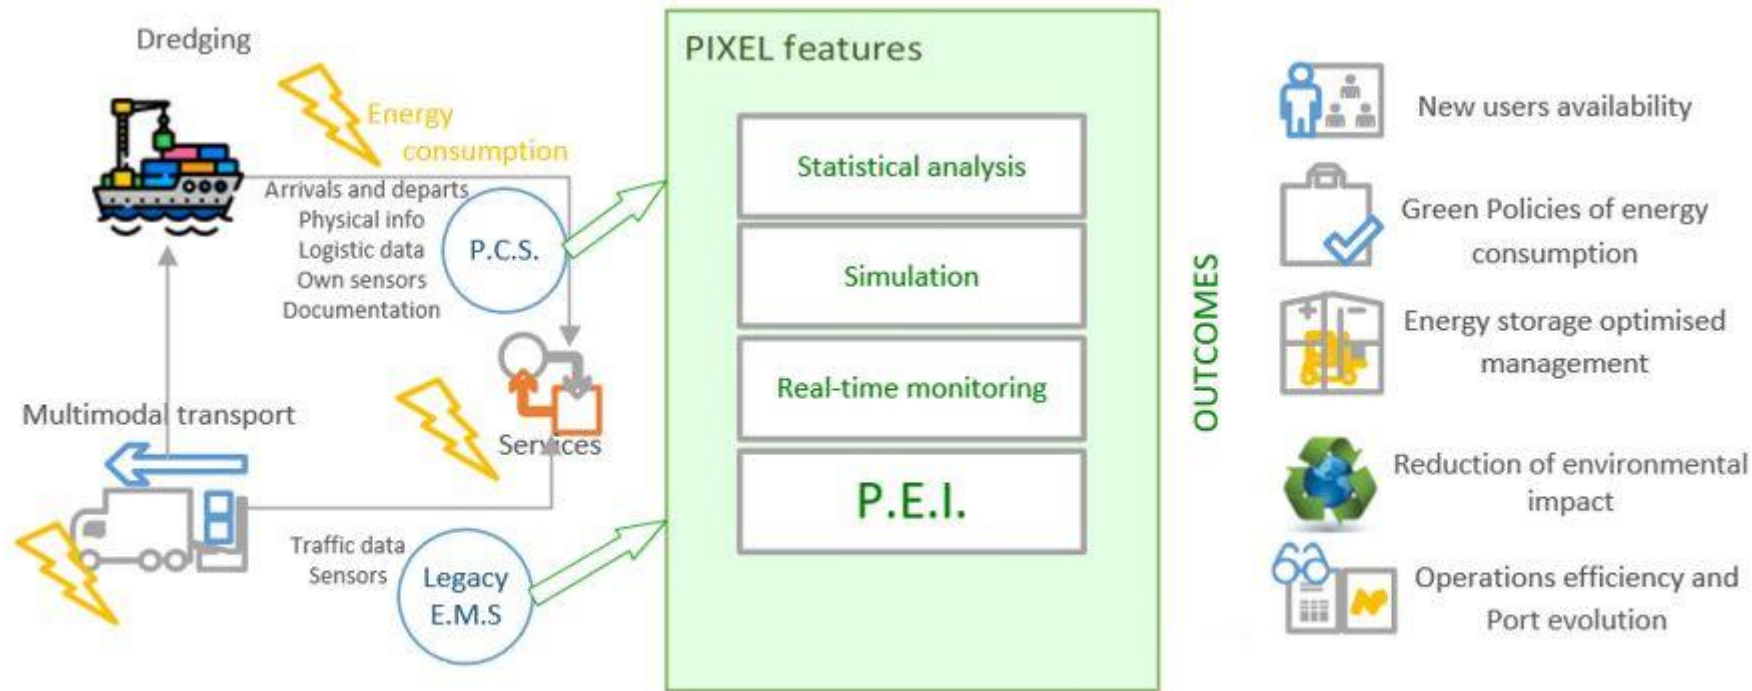 Dredging
Energy
consumption
Arrivals and departs
Physical info
Logistic data
Own sensors
Documentation
P.C.S.
Multimodal transport
Services
Traffic data
Sensors
Legacy
E.M.S
PIXEL features
Statistical analysis
Simulation
Real-time monitoring
P.E.I.
OUTCOMES
New users availability
Green Policies of energy
consumption
Energy storage optimised
management
Reduction of environmental
impact
Operations efficiency and
Port evolution